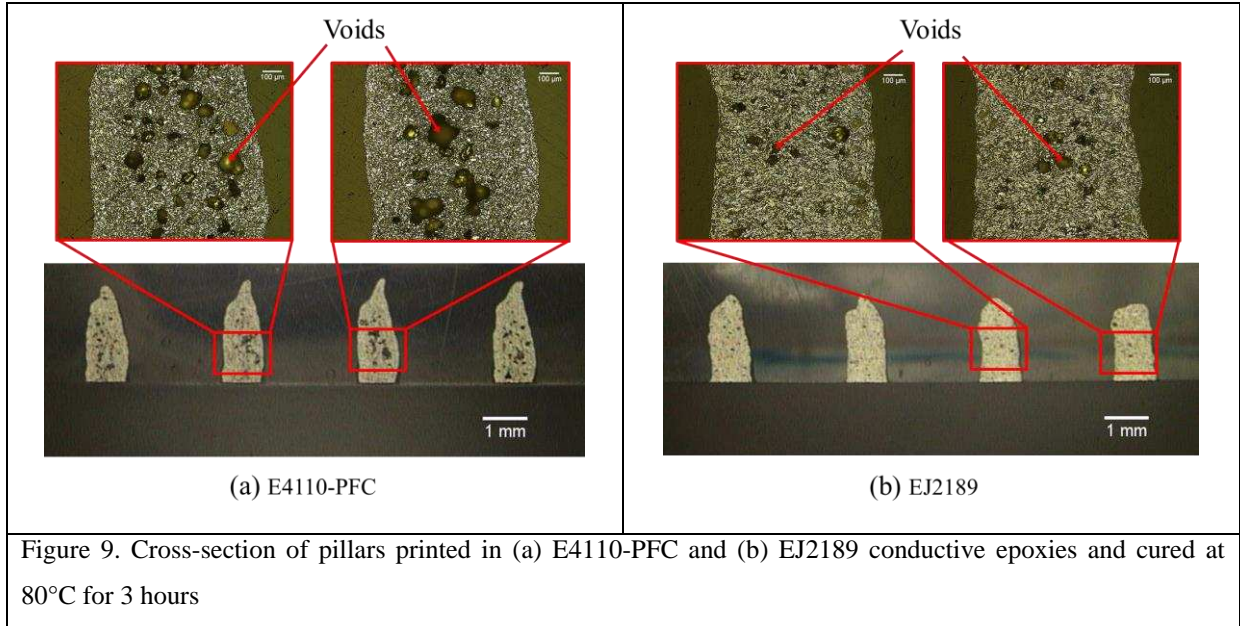 Voids
100 µm
100 µm
1 mm
(a) E4110-PFC
Voids
100 µm
100 µm
1 mm
(b) EJ2189
Figure 9. Cross-section of pillars printed in (a) E4110-PFC and (b) EJ2189 conductive epoxies and cured at
80°C for 3 hours